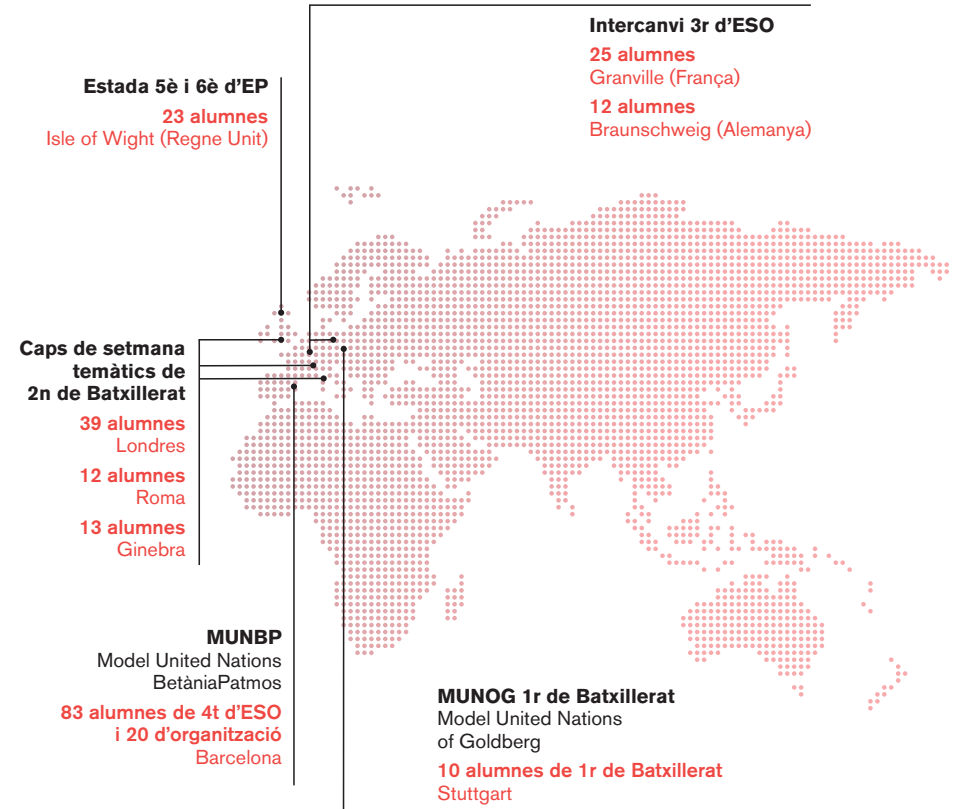 Intercanvi 3r d’ESO
25 alumnes
Granville (França)
12 alumnes
Braunschweig (Alemanya)
Estada 5è i 6è d’EP
23 alumnes
Isle of Wight (Regne Unit)
Caps de setmana
temàtics de
2n de Batxillerat
39 alumnes
Londres
12 alumnes
Roma
13 alumnes
Ginebra
MUNBP
Model United Nations
BetàniaPatmos
83 alumnes de 4t d’ESO
i 20 d’organització
Barcelona
MUNOG 1r de Batxillerat
Model United Nations
of Goldberg
10 alumnes de 1r de Batxillerat
Stuttgart